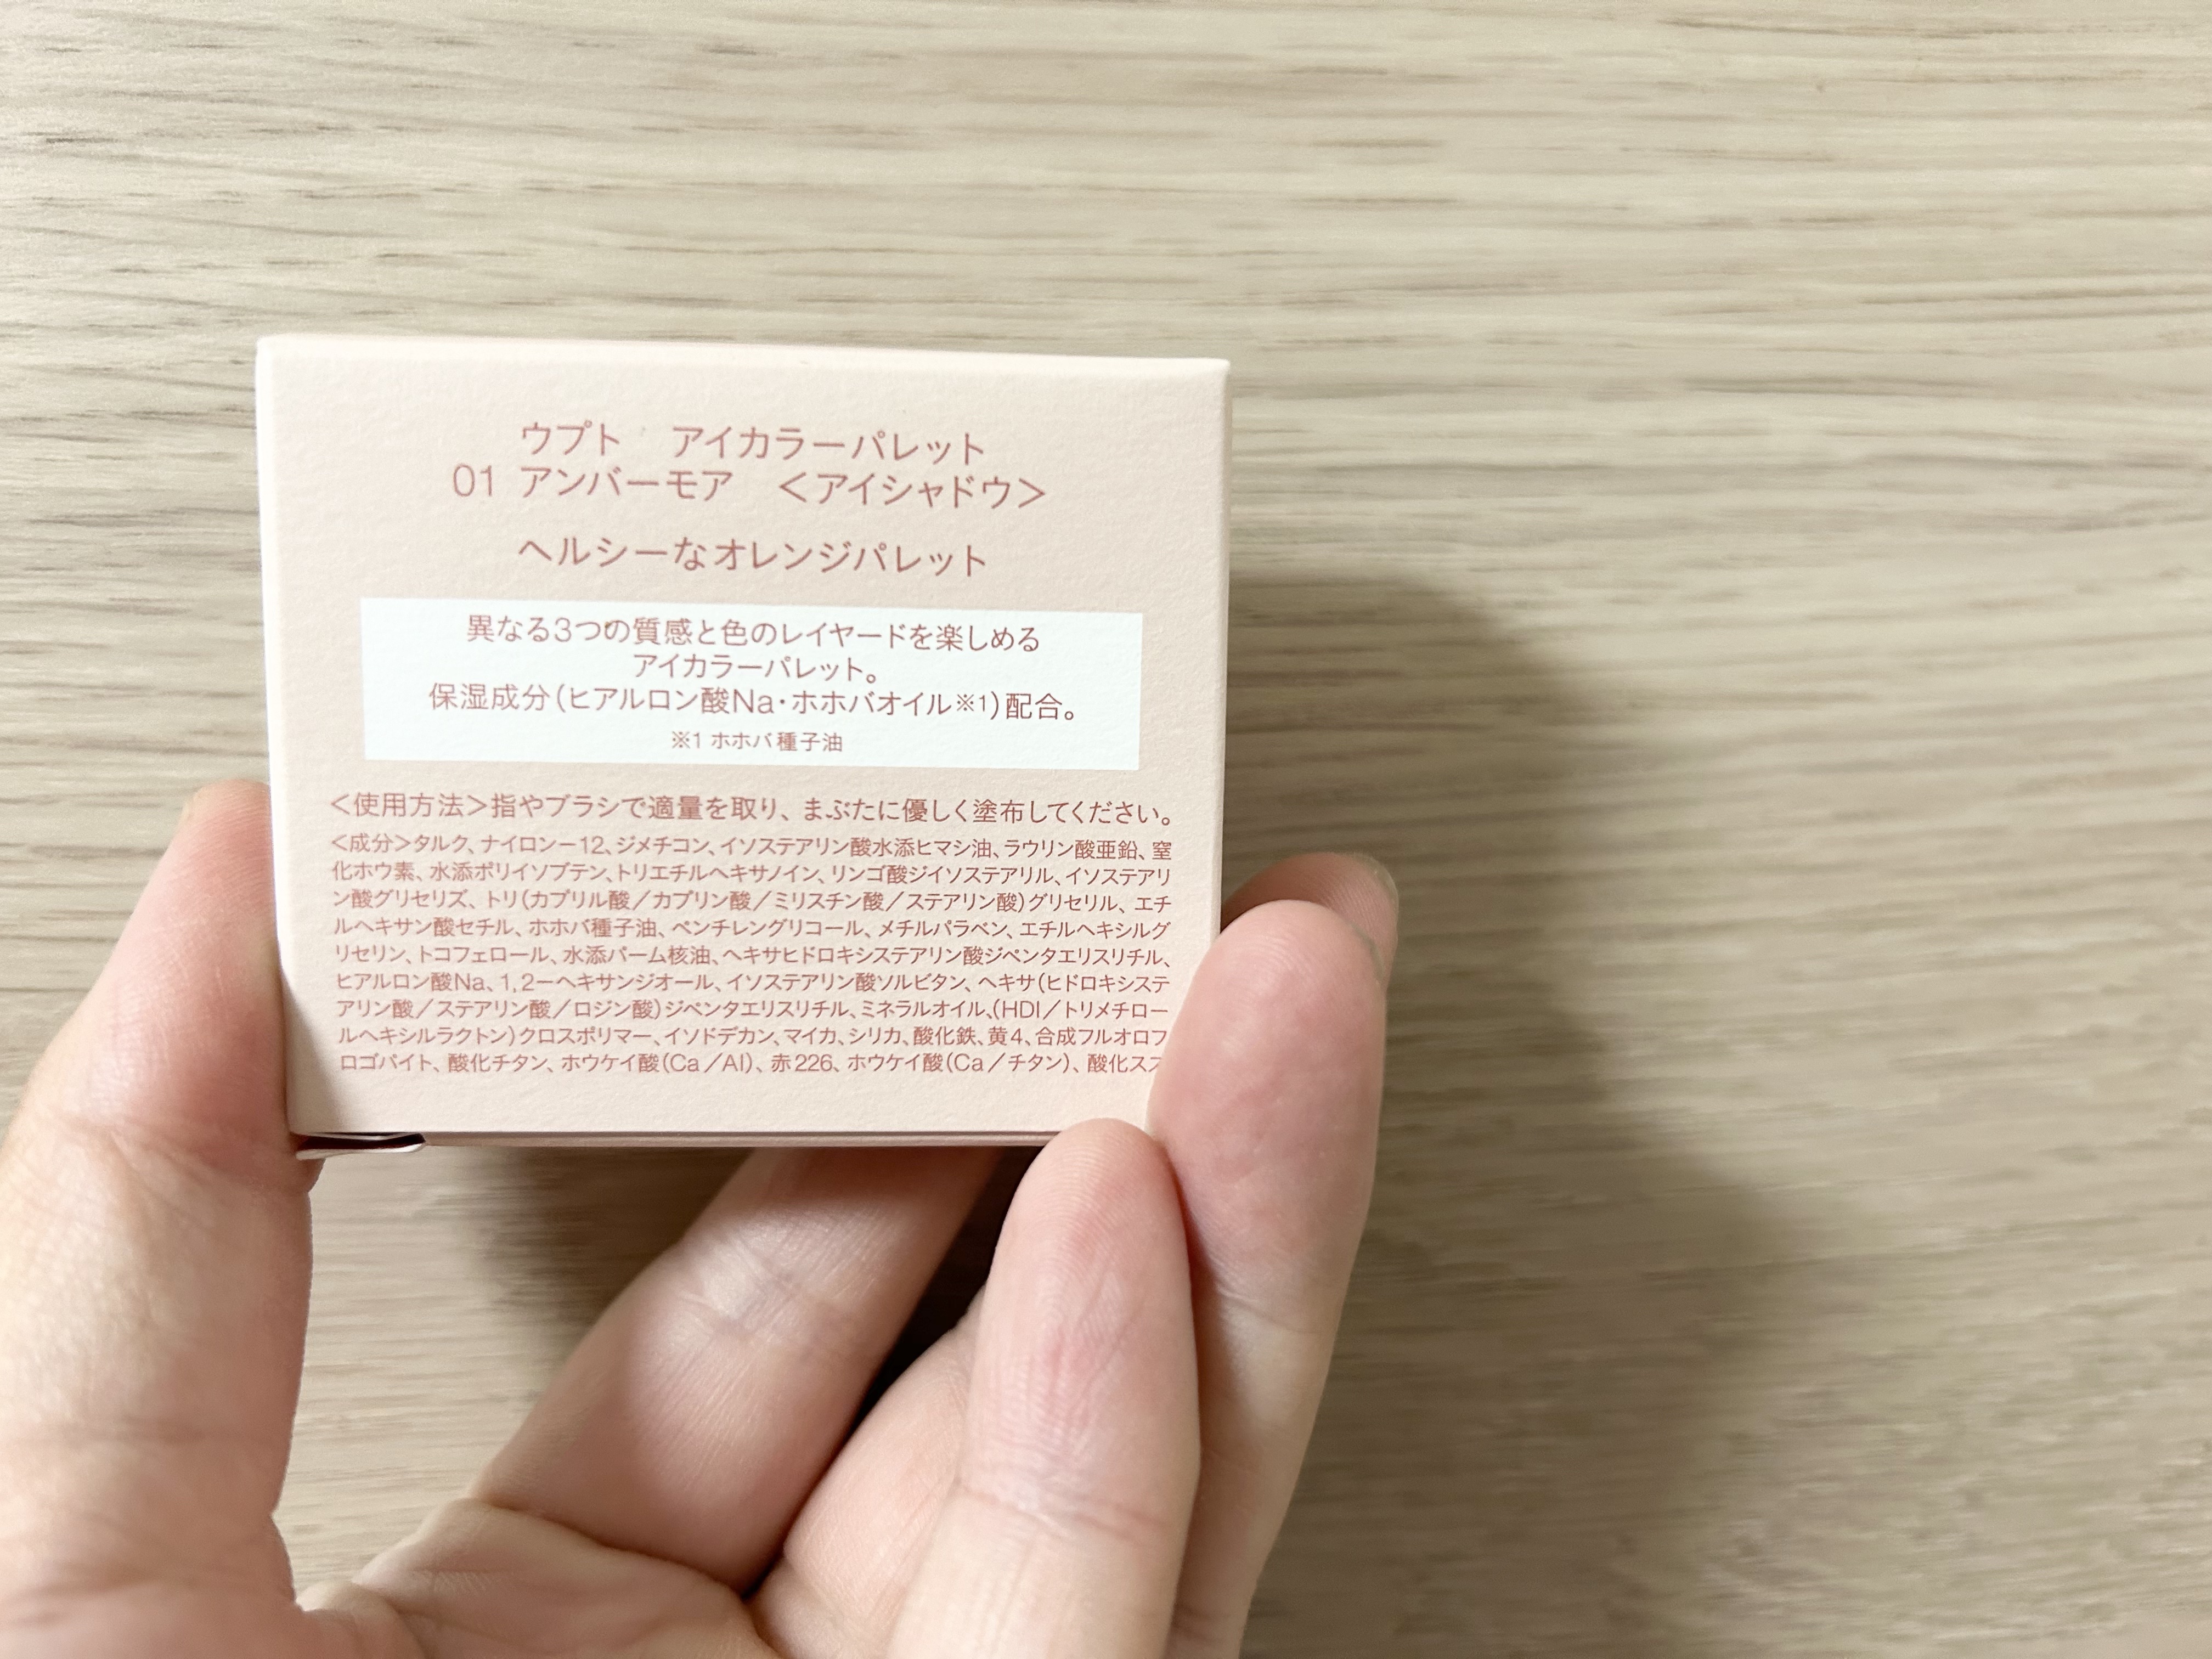 ウプト　アイカラーパレット
01 アンバーモア　＜アイシャドウ＞
ヘルシーなオレンジパレット
異なる3つの質感と色のレイヤードを楽しめる
アイカラーパレット。
保湿成分(ヒアルロン酸Na・ホホバオイル※1)配合。
※1 ホホバ種子油
＜使用方法＞指やブラシで適量を取り、まぶたに優しく塗布してください。
＜成分＞タルク、ナイロン－12、ジメチコン、イソステアリン酸水添ヒマシ油、ラウリン酸亜鉛、窒
化ホウ素、水添ポリイソブテン、トリエチルヘキサノイン、リンゴ酸ジイソステアリル、イソステアリ
ン酸グリセリズ、トリ(カプリル酸／カプリン酸／ミリスチン酸／ステアリン酸)グリセリル、エチ
ルヘキサン酸セチル、ホホバ種子油、ペンチレングリコール、メチルパラベン、エチルヘキシルグ
リセリン、トコフェロール、水添パーム核油、ヘキサヒドロキシステアリン酸ジペンタエリスリチル、
ヒアルロン酸Na、1,2－ヘキサンジオール、イソステアリン酸ソルビタン、ヘキサ(ヒドロキシステ
アリン酸／ステアリン酸／ロジン酸)ジペンタエリスリチル、ミネラルオイル、(HDI／トリメチロー
ルヘキシルラクトン)クロスポリマー、イソドデカン、マイカ、シリカ、酸化鉄、黄4、合成フルオロフ
ロゴパイト、酸化チタン、ホウケイ酸(Ca／Al)、赤226、ホウケイ酸(Ca／チタン)、酸化スズ